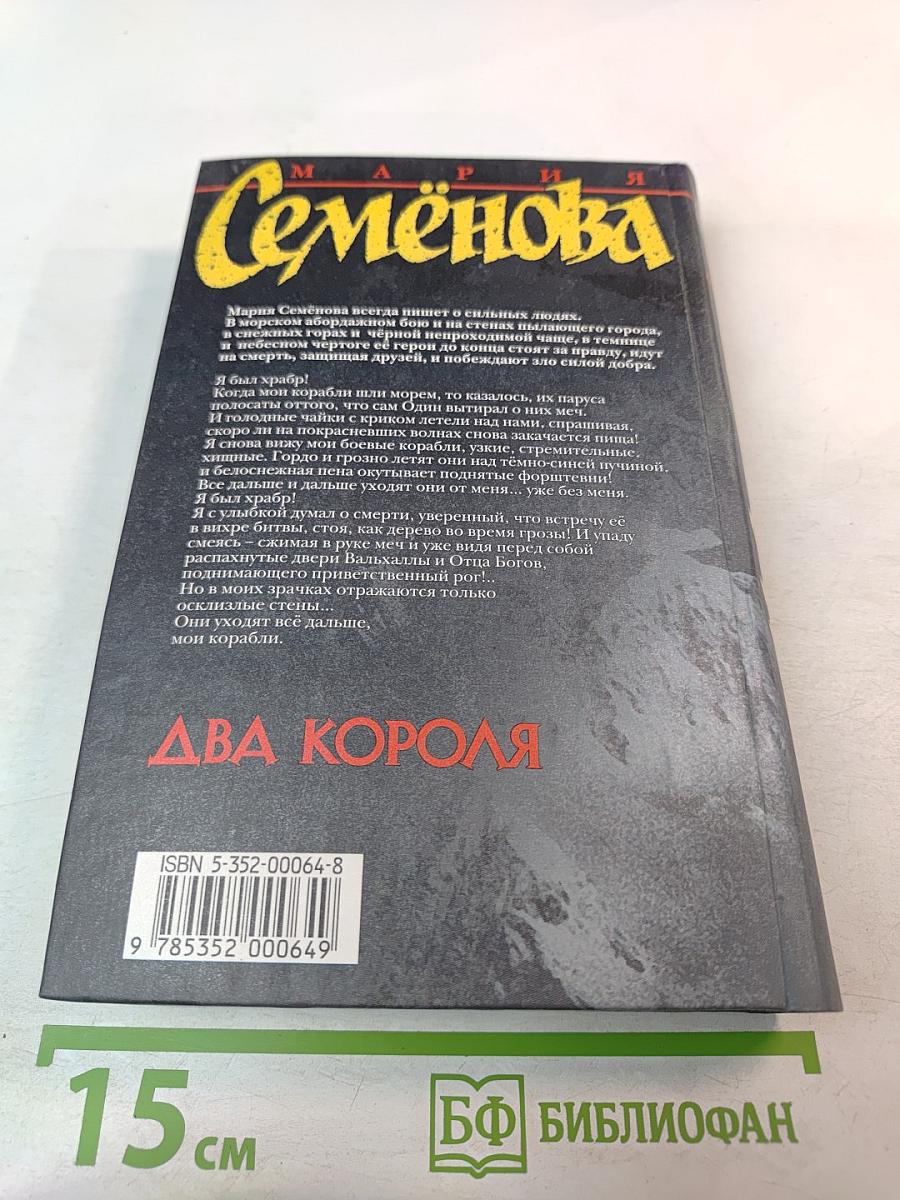 МАРИЯ
Семёнова
Мария Семёнова всегда пишет о сильных людях.
В морском абордажном бою и на стенах пылающего города,
в снежных горах и чёрной непроходимой чаще, в темнице
и небесном чертоге её герои до конца стоят за правду, идут
на смерть, защищая друзей, и побеждают зло силой добра.
Я был храбр!
Когда мои корабли шли морем, то казалось, их паруса
полосаты оттого, что сам Один вытирал о них меч.
И голодные чайки с криком летели над нами, спрашивая,
скоро ли на покрасневших волнах снова закачается пища!
Я снова вижу мои боевые корабли, узкие, стремительные,
хищные. Гордо и грозно летят они над тёмно-синей пучиной,
и белоснежная пена окутывает поднятые форштевни!
Все дальше и дальше уходят они от меня... уже без меня.
Я был храбр!
Я с улыбкой думал о смерти, уверенный, что встречу её
в вихре битвы, стоя, как дерево во время грозы! И упаду
смеясь – сжимая в руке меч и уже видя перед собой
распахнутые двери Вальхаллы и Отца Богов,
поднимающего приветственный рог!..
Но в моих зрачках отражаются только
осклизлые стены...
Они уходят всё дальше,
мои корабли.
ДВА КОРОЛЯ
ISBN 5-352-00064-8
9 785352 000649
15 см
БФ БИБЛИОФАН